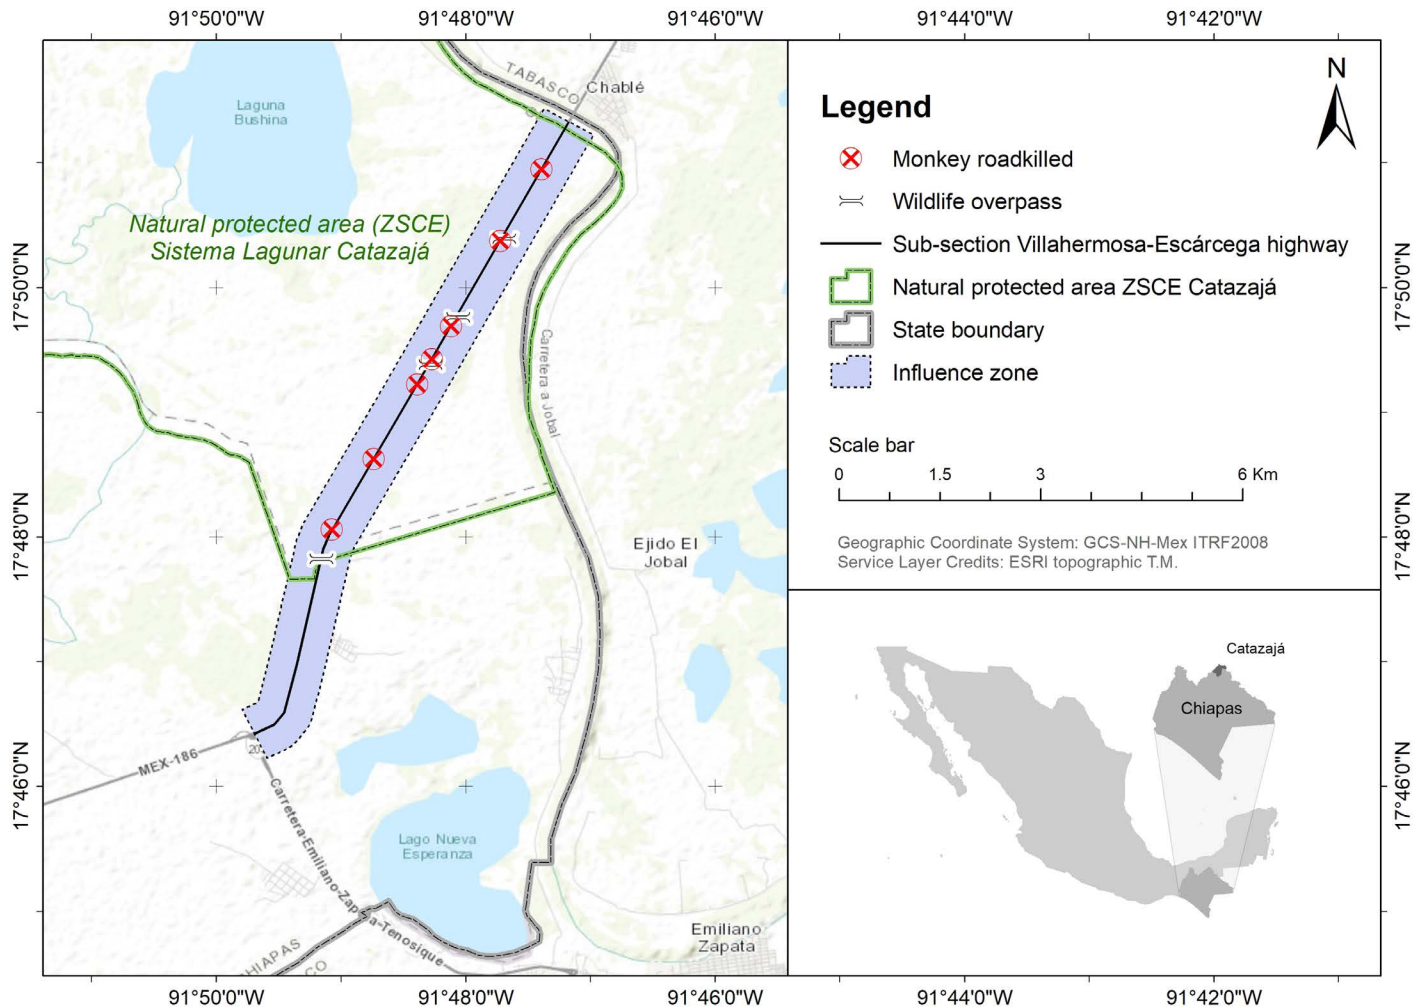 91°50'0"W 91°48'0"W 91°46'0"W 91°44'0"W 91°42'0"W
TABASCO
Chablé
Laguna
Bushina
Natural protected area (ZSCE)
Sistema Lagunar Catazajá
17°50'0"N
17°48'0"N
17°46'0"N
Carretera a Jobal
Ejido El
Jobal
MEX-186
20
Carretera-Emiliano-Zapata-Tenosique
Lago Nueva
Esperanza
Emiliano
Zapata
HIAPAS
CO
N
Legend
Monkey roadkilled
Wildlife overpass
Sub-section Villahermosa-Escárcega highway
Natural protected area ZSCE Catazajá
State boundary
Influence zone
Scale bar
0 1.5 3 6 Km
Geographic Coordinate System: GCS-NH-Mex ITRF2008
Service Layer Credits: ESRI topographic T.M.
Catazajá
Chiapas
17°50'0"N
17°48'0"N
17°46'0"N
91°50'0"W 91°48'0"W 91°46'0"W 91°44'0"W 91°42'0"W